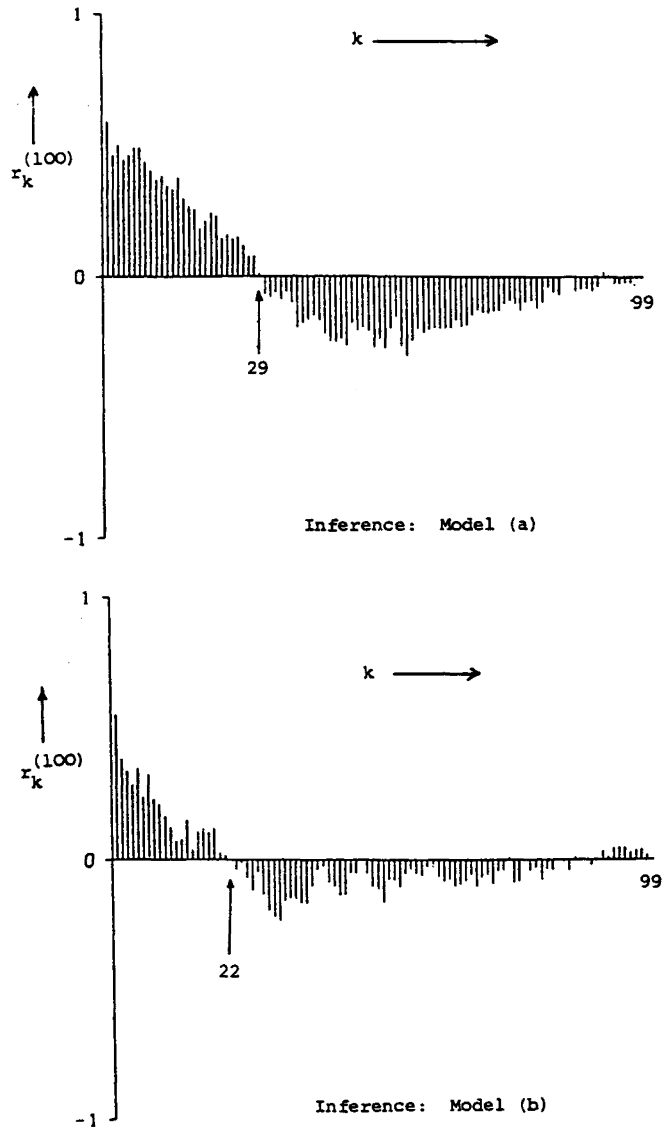 1
k
r_k^(100)
0
99
29
-1
Inference: Model (a)
1
k
r_k^(100)
0
99
22
-1
Inference: Model (b)